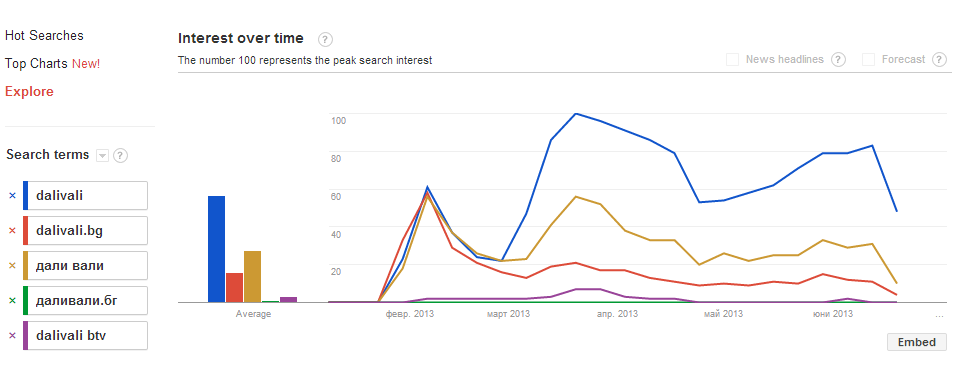 Hot Searches
Top Charts New!
Explore
Search terms ?
× dalivali
× dalivali.bg
× дали вали
× даливали.бг
× dalivali btv
Interest over time ?
The number 100 represents the peak search interest
News headlines ?
Forecast ?
100
80
60
40
20
Average
февр. 2013
март 2013
апр. 2013
май 2013
юни 2013
...
Embed